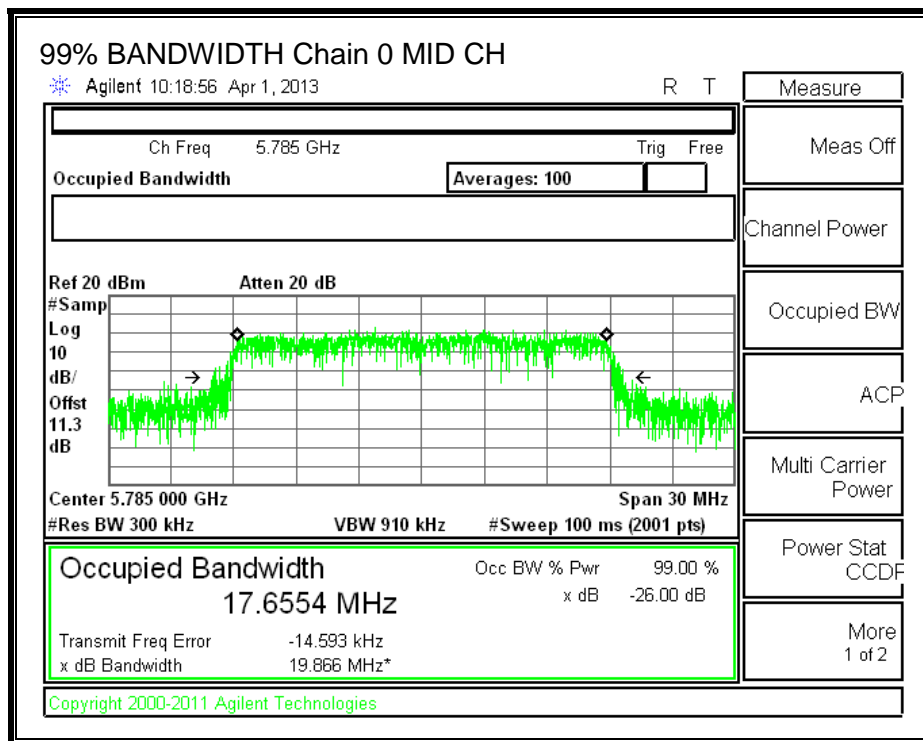 99% BANDWIDTH Chain 0 MID CH
Agilent 10:18:56 Apr 1, 2013 R T
Measure
Ch Freq 5.785 GHz Trig Free
Meas Off
Occupied Bandwidth Averages: 100
Channel Power
Ref 20 dBm Atten 20 dB
#Samp
Log
10
dB/
Offst
11.3
dB
Occupied BW
ACP
Multi Carrier
Power
Center 5.785 000 GHz Span 30 MHz
#Res BW 300 kHz VBW 910 kHz #Sweep 100 ms (2001 pts)
Power Stat
CCDF
Occupied Bandwidth Occ BW % Pwr 99.00 %
17.6554 MHz x dB -26.00 dB
Transmit Freq Error -14.593 kHz
x dB Bandwidth 19.866 MHz*
More
1 of 2
Copyright 2000-2011 Agilent Technologies